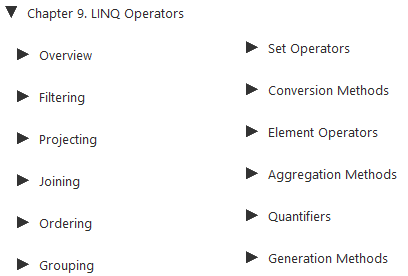 Chapter 9. LINQ Operators
Overview
Filtering
Projecting
Joining
Ordering
Grouping
Set Operators
Conversion Methods
Element Operators
Aggregation Methods
Quantifiers
Generation Methods